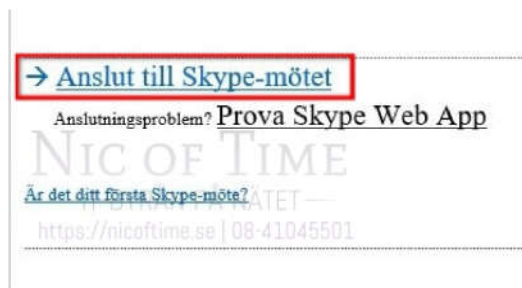 → Anslut till Skype-mötet
Anslutningsproblem? Prova Skype Web App
NIC OF TIME
Är det ditt första Skype-möte?
NÄTET
https://nicoftime.se | 08-41045501